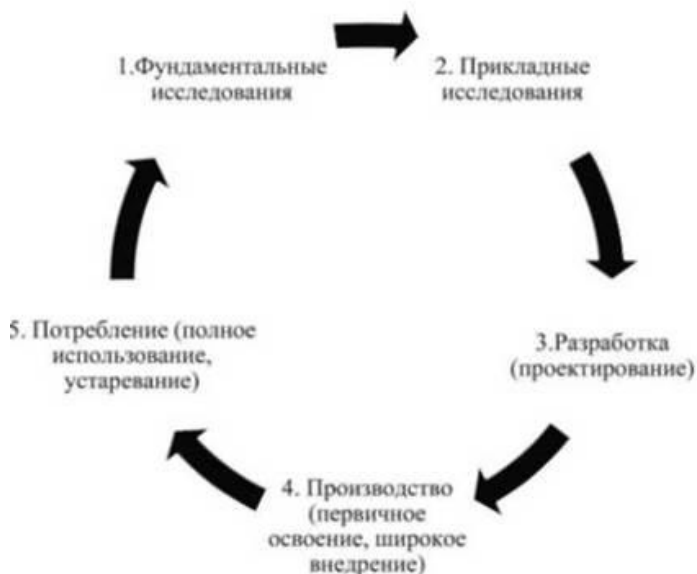 1.Фундаментальные
исследования
2. Прикладные
исследования
3.Разработка
(проектирование)
4. Производство
(первичное
освоение, широкое
внедрение)
5. Потребление (полное
использование,
устаревание)